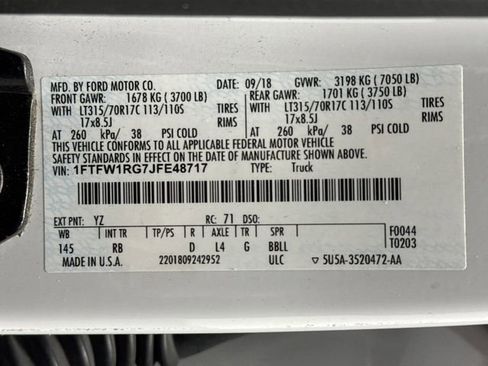 MFD. BY FORD MOTOR CO. DATE: 09/18 GVWR: 3198 KG ( 7050 LB)
FRONT GAWR: 1678 KG ( 3700 LB) REAR GAWR: 1701 KG ( 3750 LB)
WITH LT315/70R17C 113/110S TIRES WITH LT315/70R17C 113/110S TIRES
17x8.5J RIMS 17x8.5J RIMS
AT 260 kPa/ 38 PSI COLD AT 260 kPa/ 38 PSI COLD
THIS VEHICLE CONFORMS TO ALL APPLICABLE FEDERAL MOTOR VEHICLE
SAFETY STANDARDS IN EFFECT ON THE DATE OF MANUFACTURE SHOWN ABOVE.
VIN: 1FTFW1RG7JFE48717 TYPE: Truck
EXT PNT: YZ RC: 71 DSO:
WB INT TR TP/PS R AXLE TR SPR F0044
145 RB D L4 G BBLL T0203
MADE IN U.S.A. 2201809242952 ULC ▽ 5U5A-3520472-AA